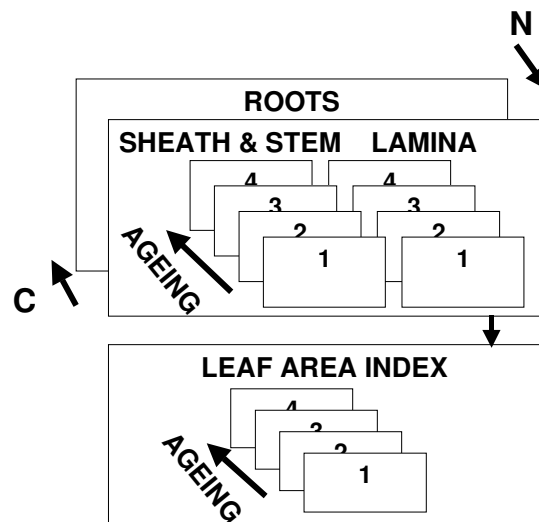 N
ROOTS
SHEATH & STEM LAMINA
4 4
3 3
2 2
1 1
AGEING
C
LEAF AREA INDEX
4
3
2
1
AGEING